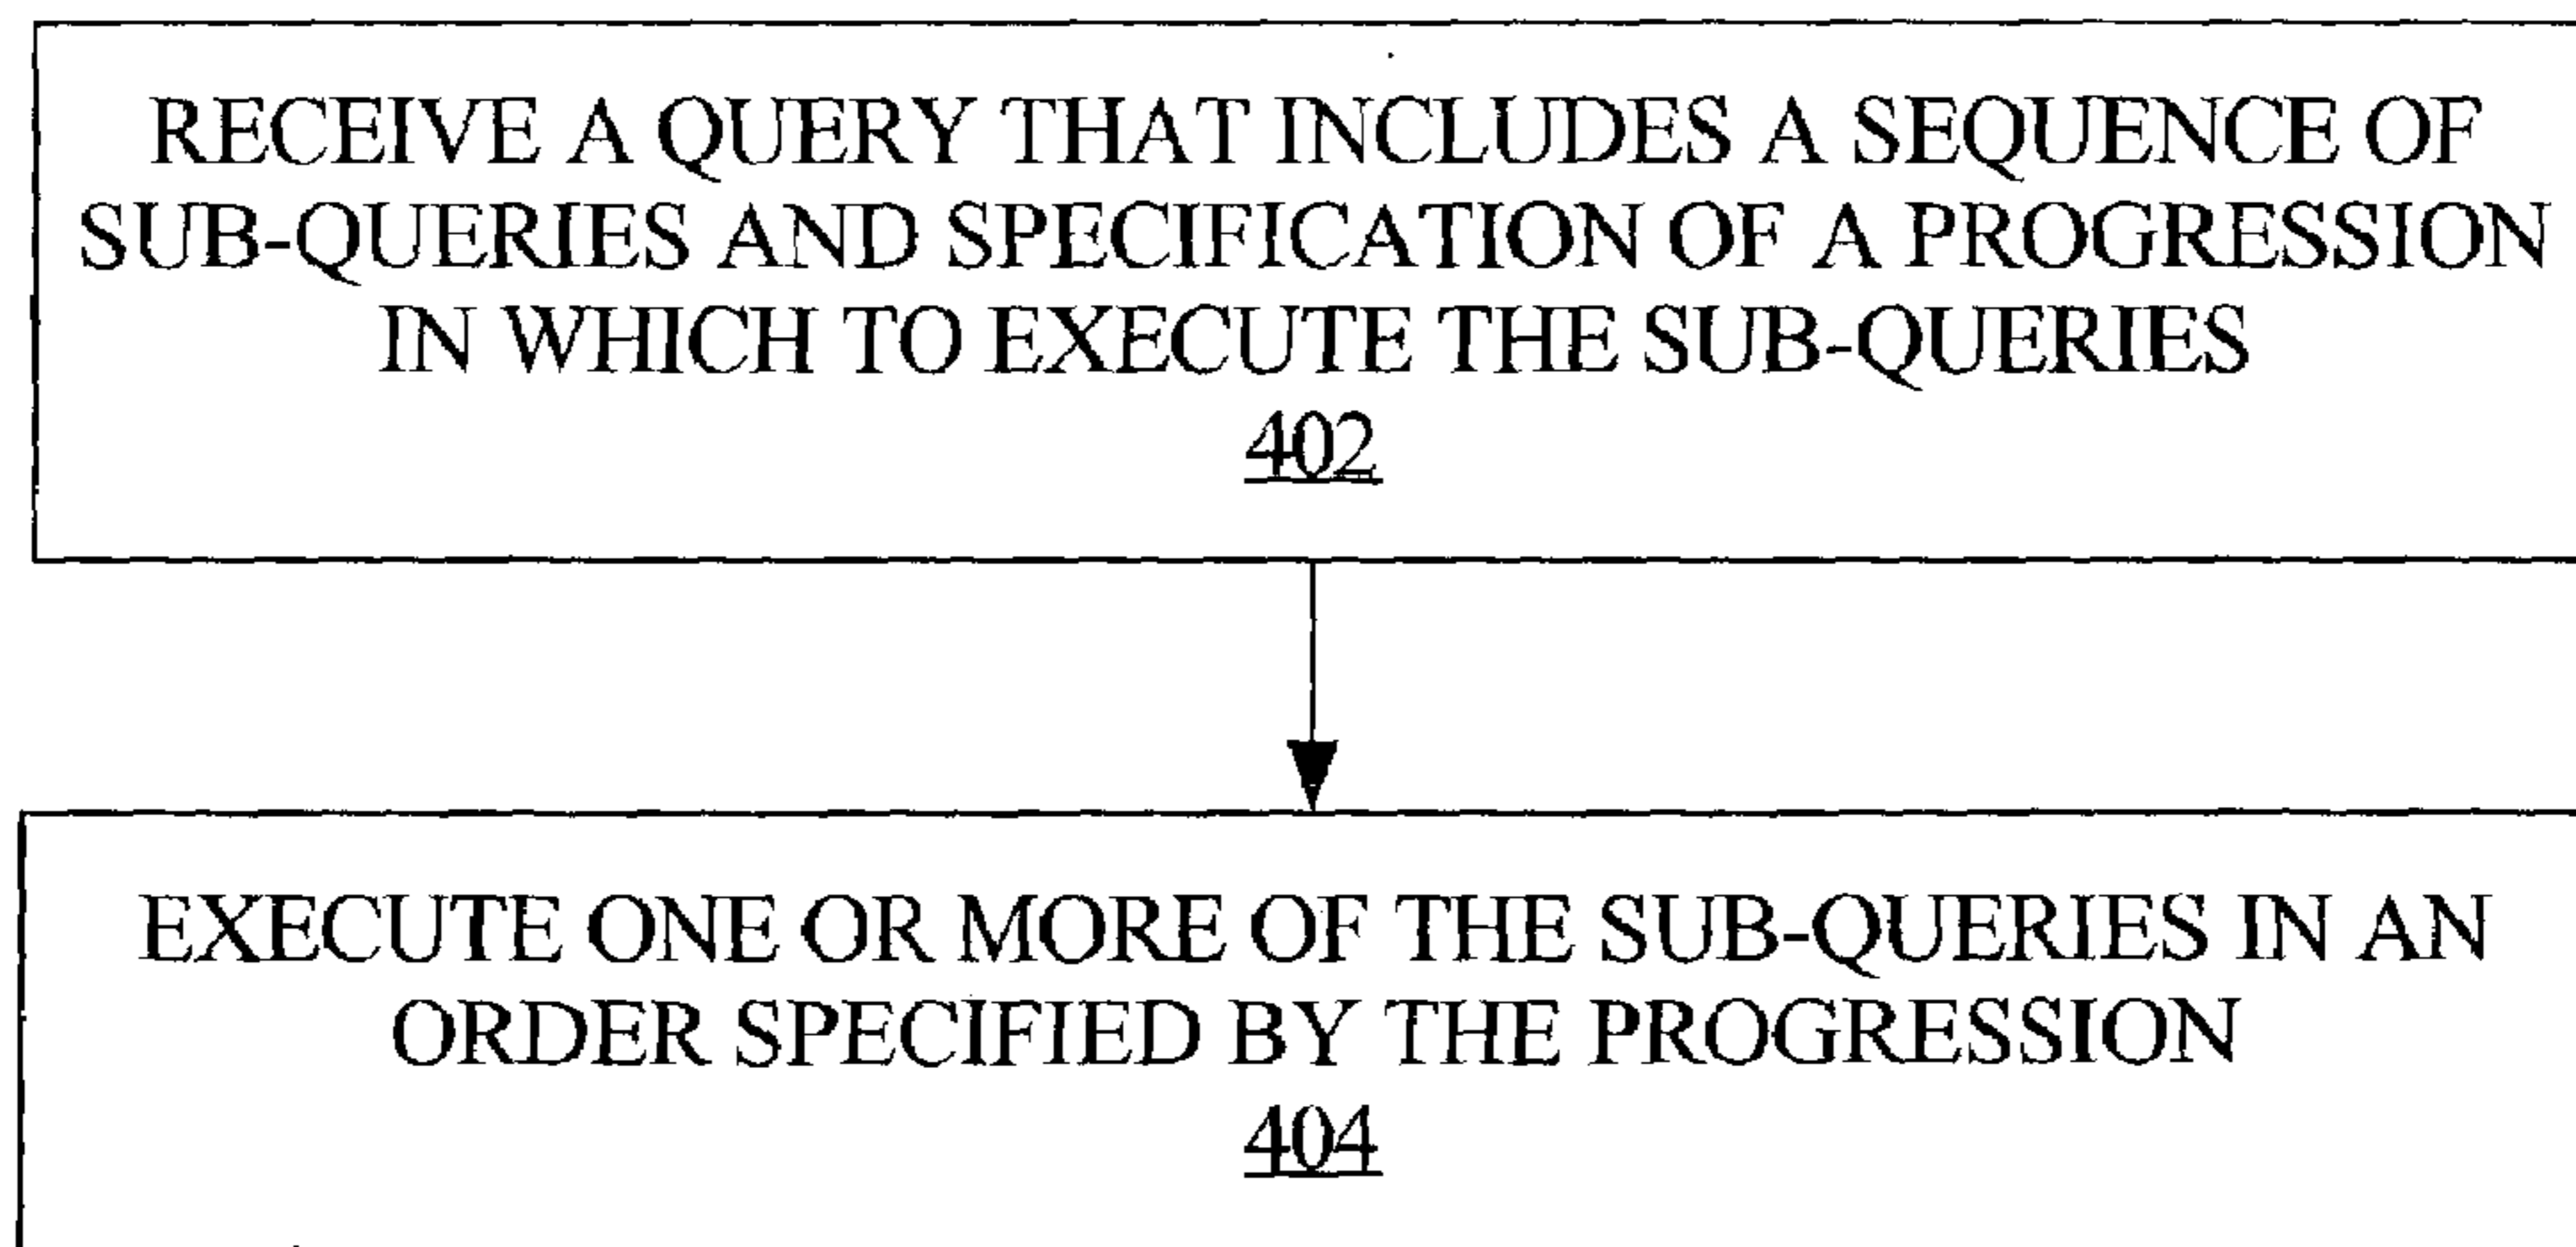 RECEIVE A QUERY THAT INCLUDES A SEQUENCE OF
SUB-QUERIES AND SPECIFICATION OF A PROGRESSION
IN WHICH TO EXECUTE THE SUB-QUERIES
402
EXECUTE ONE OR MORE OF THE SUB-QUERIES IN AN
ORDER SPECIFIED BY THE PROGRESSION
404